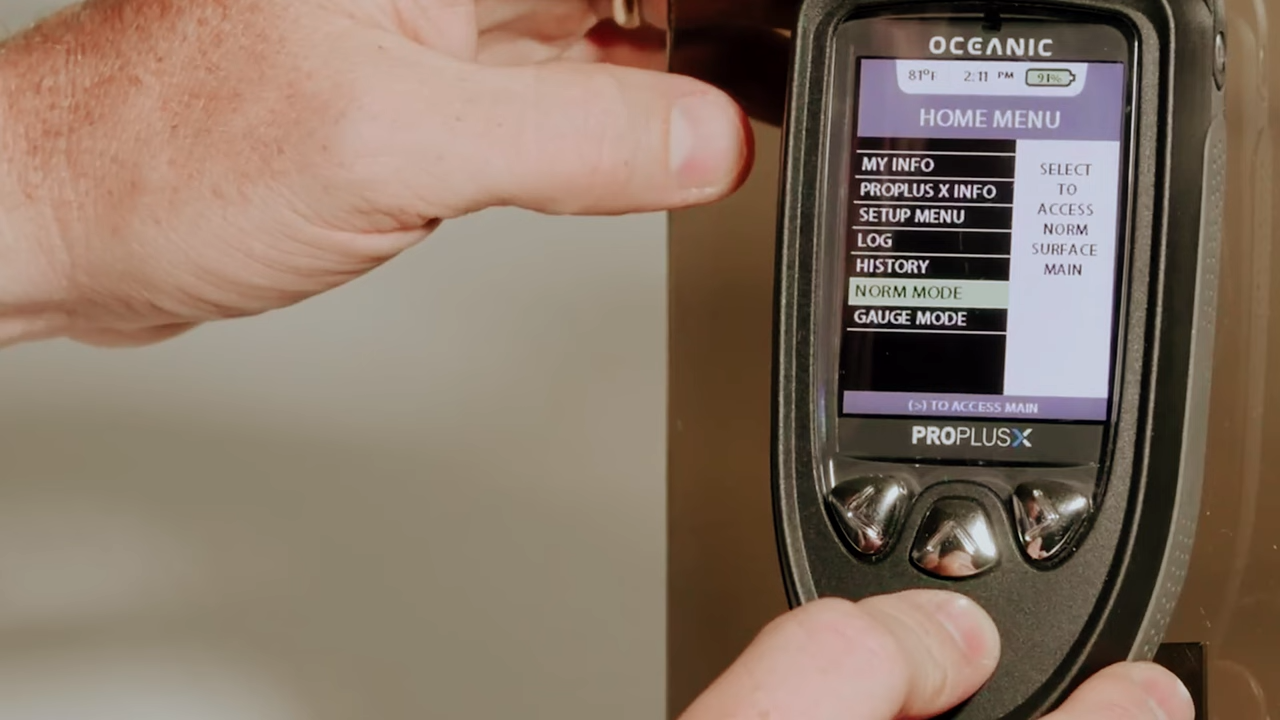 OCEANIC
81°F 2:11 PM 91%
HOME MENU
MY INFO
PROPLUS X INFO
SETUP MENU
LOG
HISTORY
NORM MODE
GAUGE MODE
SELECT
TO
ACCESS
NORM
SURFACE
MAIN
(>) TO ACCESS MAIN
PROPLUSX